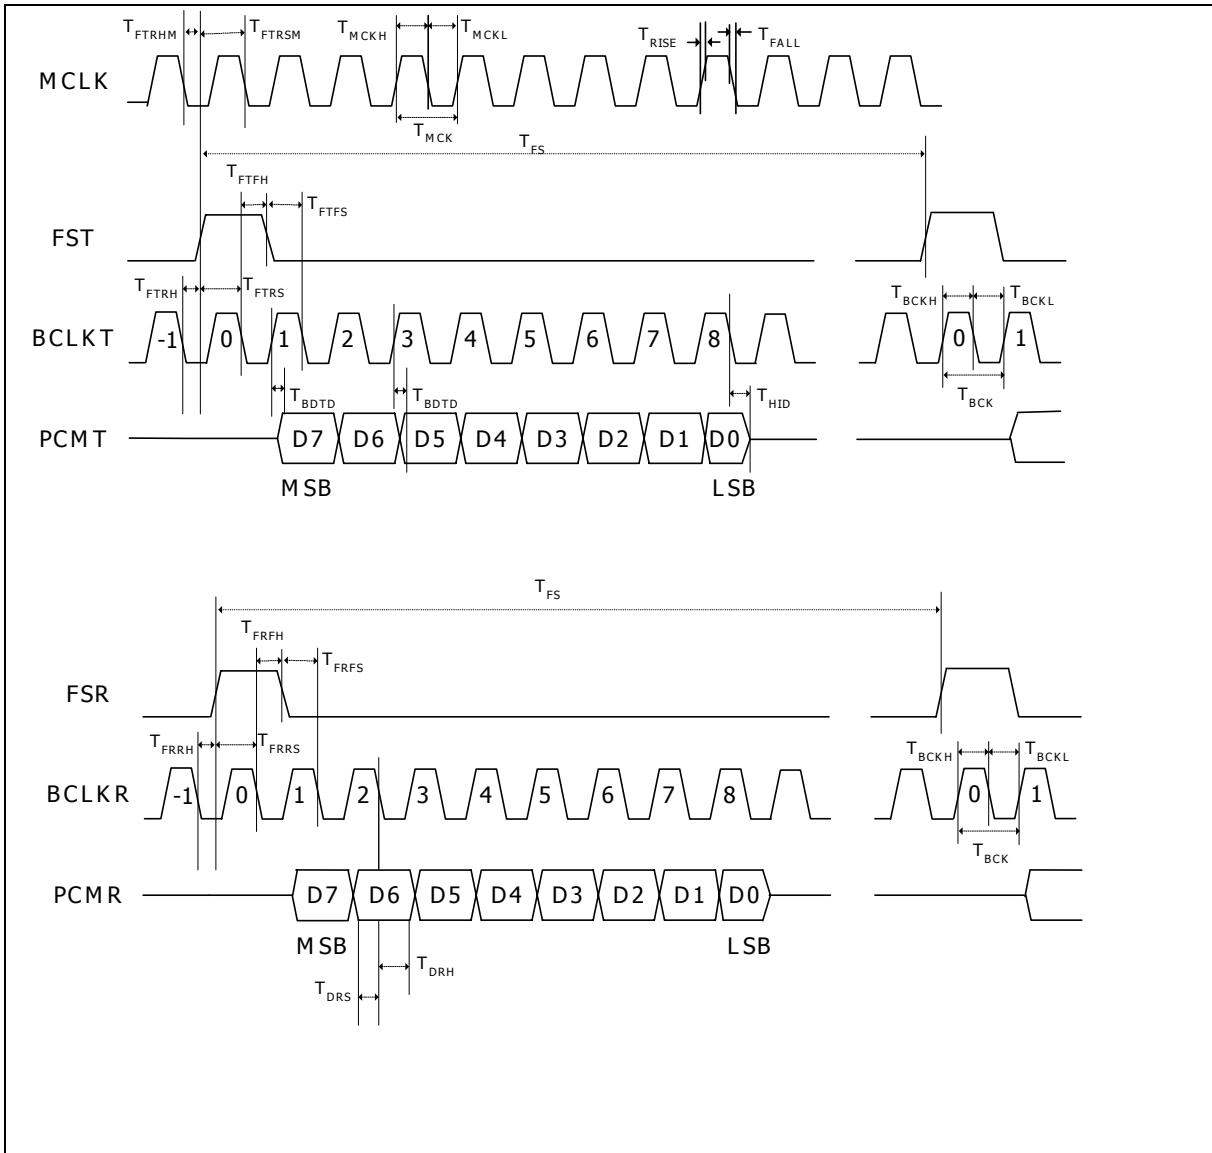 TFTRHM TFTRSM TMCKH TMCKL TRISE TFALL
MCLK
TMCK
TFS
TFTFH TFTFS
FST
TFTRH TFTRS TBCKH TBCKL
BCLKT -1 0 1 2 3 4 5 6 7 8 0 1
TBDTD TBDTD THID TBCK
PCMT D7 D6 D5 D4 D3 D2 D1 D0
MSB LSB
TFS
TFRFH TFRFS
FSR
TFRRH TFRRS TBCKH TBCKL
BCLKR -1 0 1 2 3 4 5 6 7 8 0 1
TBCK
PCMR D7 D6 D5 D4 D3 D2 D1 D0
MSB LSB
TDRH
TDRS